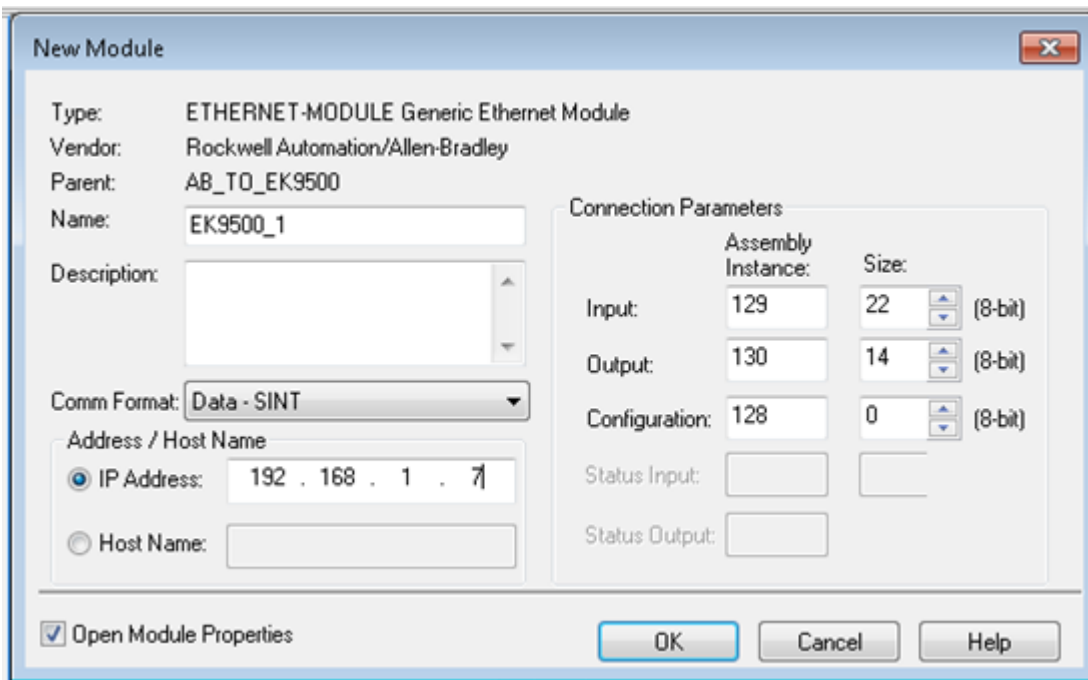 New Module
Type: ETHERNET-MODULE Generic Ethernet Module
Vendor: Rockwell Automation/Allen-Bradley
Parent: AB_TO_EK9500
Name: EK9500_1
Description:
Comm Format: Data - SINT
Address / Host Name
IP Address: 192 . 168 . 1 . 7
Host Name:
Connection Parameters
Assembly
Instance: Size:
Input: 129 22 (8-bit)
Output: 130 14 (8-bit)
Configuration: 128 0 (8-bit)
Status Input:
Status Output:
Open Module Properties
OK Cancel Help